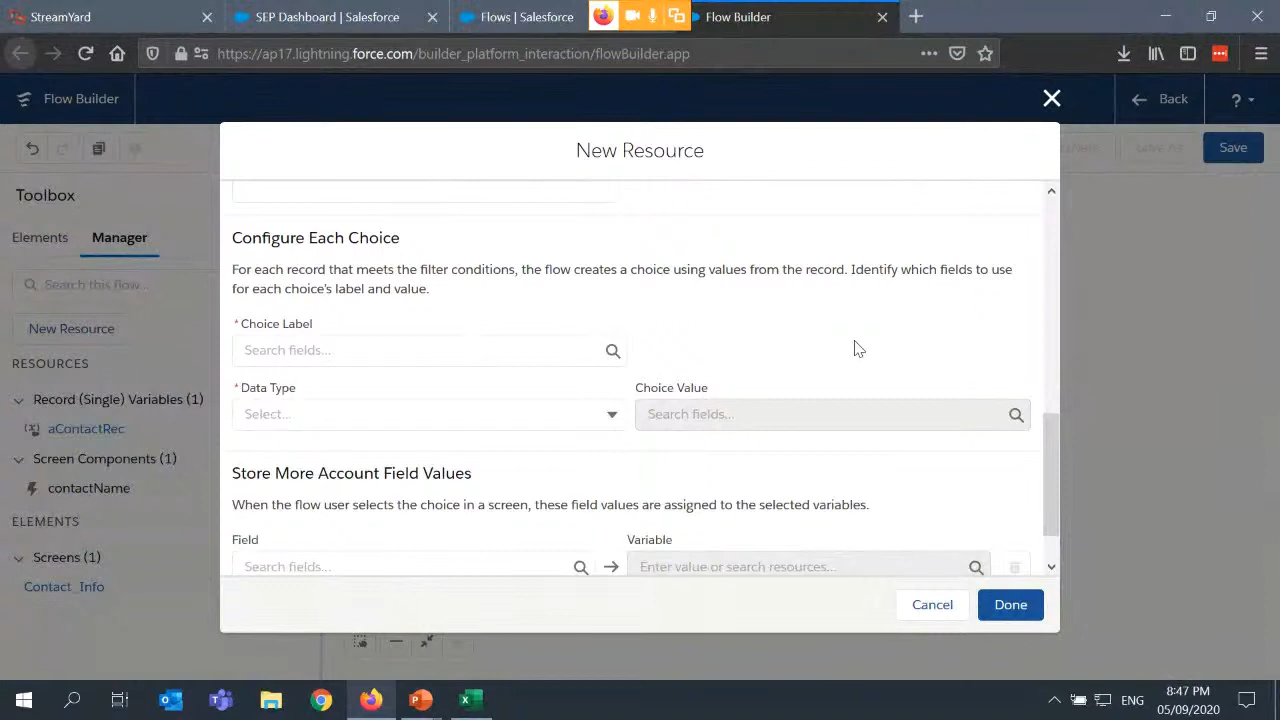 StreamYard
SEP Dashboard | Salesforce
Flows | Salesforce
Flow Builder
https://ap17.lightning.force.com/builder_platform_interaction/flowBuilder.app
Flow Builder
Back
?
New Resource
Save As
Save
Toolbox
Elements
Manager
Search this flow...
New Resource
RESOURCES
Record (Single) Variables (1)
aContactRec
Screen Components (1)
contactName
ELEMENTS
Screens (1)
Contact_Info
Configure Each Choice
For each record that meets the filter conditions, the flow creates a choice using values from the record. Identify which fields to use
for each choice's label and value.
* Choice Label
Search fields...
* Data Type
Choice Value
Select...
Search fields...
Store More Account Field Values
When the flow user selects the choice in a screen, these field values are assigned to the selected variables.
Field
Variable
Search fields...
Enter value or search resources...
Cancel
Done
ENG
8:47 PM
05/09/2020